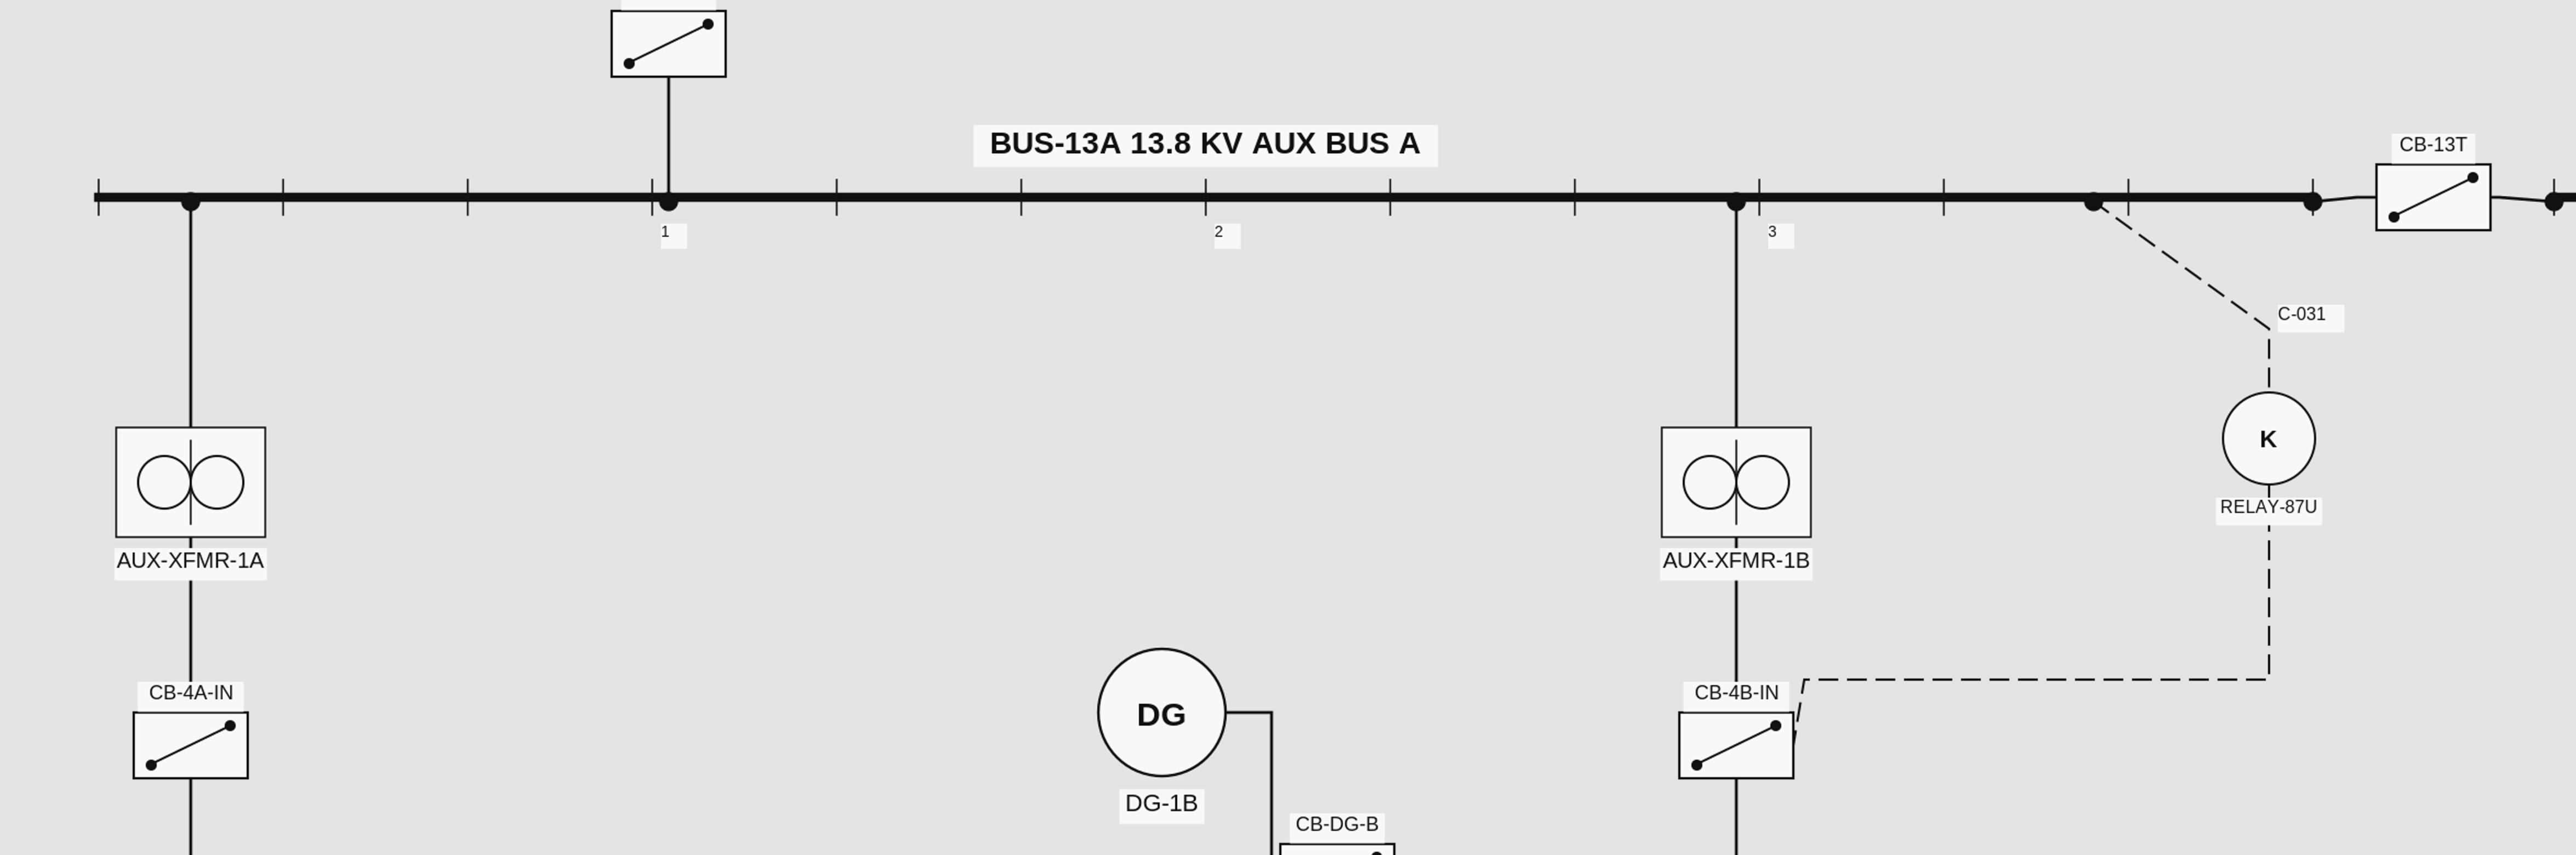 BUS-13A 13.8 KV AUX BUS A
CB-13T
1
2
3
C-031
K
RELAY-87U
AUX-XFMR-1A
AUX-XFMR-1B
CB-4A-IN
CB-4B-IN
DG
DG-1B
CB-DG-B